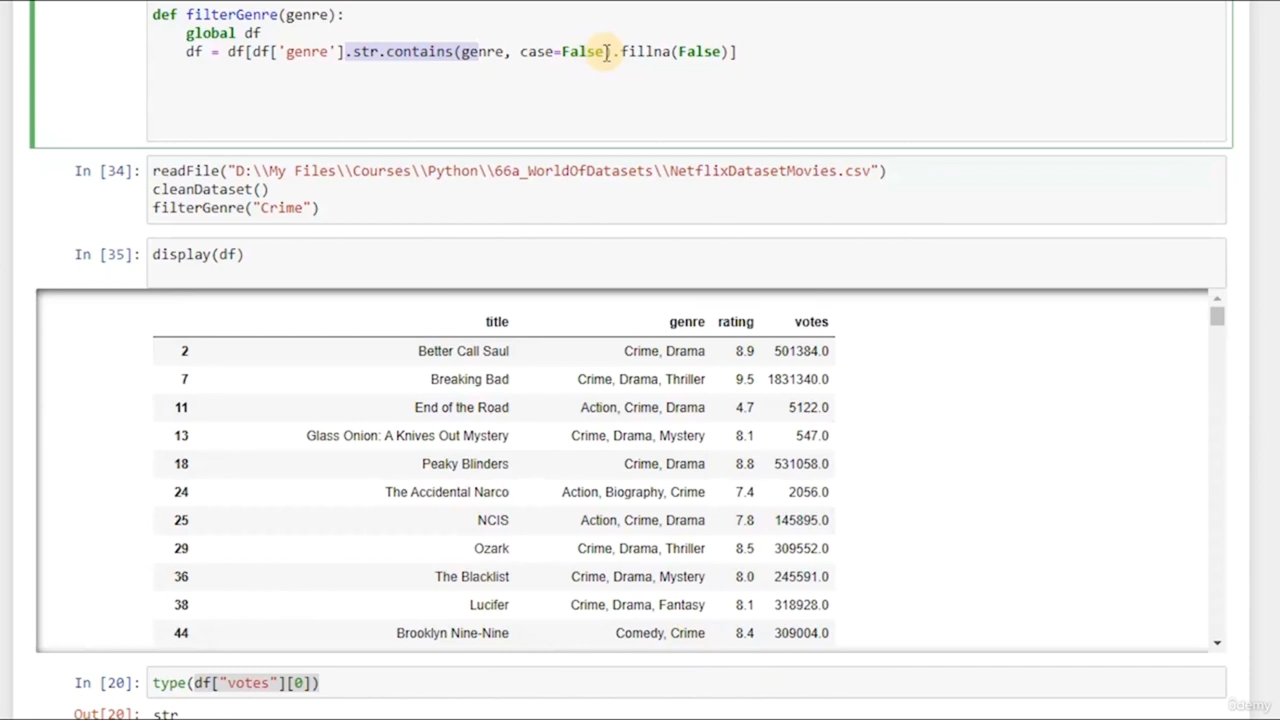 def filterGenre(genre):
global df
df = df[df['genre'].str.contains(genre, case=False).fillna(False)]
In [34]: readFile("D:\\My Files\\Courses\\Python\\66a_WorldOfDatasets\\NetflixDatasetMovies.csv")
cleanDataset()
filterGenre("Crime")
In [35]: display(df)
title genre rating votes
2 Better Call Saul Crime, Drama 8.9 501384.0
7 Breaking Bad Crime, Drama, Thriller 9.5 1831340.0
11 End of the Road Action, Crime, Drama 4.7 5122.0
13 Glass Onion: A Knives Out Mystery Crime, Drama, Mystery 8.1 547.0
18 Peaky Blinders Crime, Drama 8.8 531058.0
24 The Accidental Narco Action, Biography, Crime 7.4 2056.0
25 NCIS Action, Crime, Drama 7.8 145895.0
29 Ozark Crime, Drama, Thriller 8.5 309552.0
36 The Blacklist Crime, Drama, Mystery 8.0 245591.0
38 Lucifer Crime, Drama, Fantasy 8.1 318928.0
44 Brooklyn Nine-Nine Comedy, Crime 8.4 309004.0
In [20]: type(df["votes"][0])
Out[20]: str
ûdemy